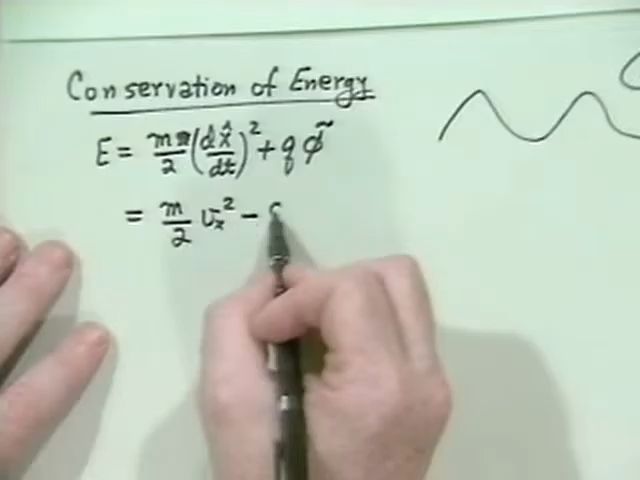 Conservation of Energy
E = m/2 (dx̂/dt)² + q φ̃
= m/2 vₓ² −